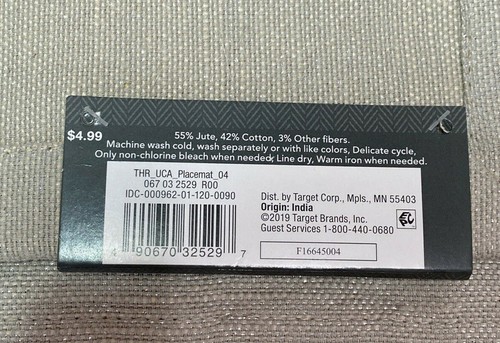 $4.99
55% Jute, 42% Cotton, 3% Other fibers.
Machine wash cold, wash separately or with like colors, Delicate cycle,
Only non-chlorine bleach when needed, Line dry, Warm iron when needed.
THR_UCA_Placemat_04
067 03 2529 R00
IDC-000962-01-120-0090
90670 32529 7
Dist. by Target Corp., Mpls., MN 55403
Origin: India
©2019 Target Brands, Inc.
Guest Services 1-800-440-0680
F16645004